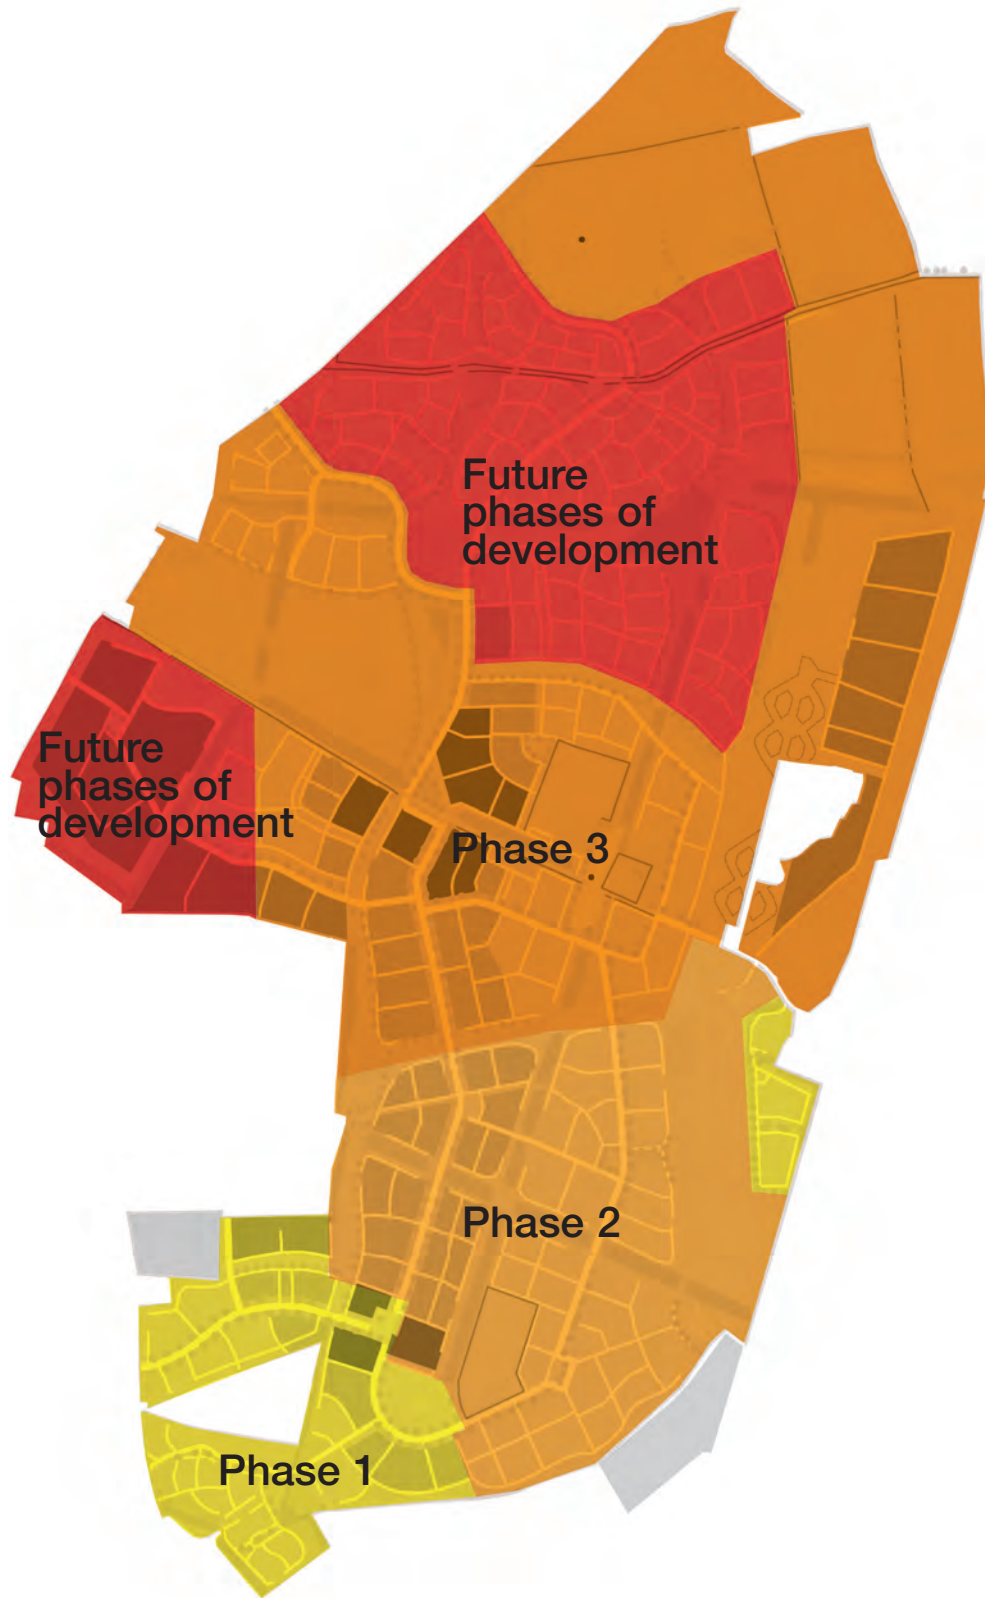 Future
phases of
development
Future
phases of
development
Phase 3
Phase 2
Phase 1